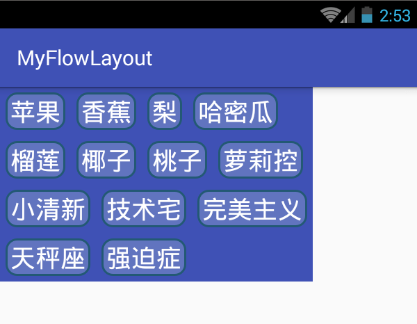 2:53
MyFlowLayout
苹果 香蕉 梨 哈密瓜
榴莲 椰子 桃子 萝莉控
小清新 技术宅 完美主义
天秤座 强迫症